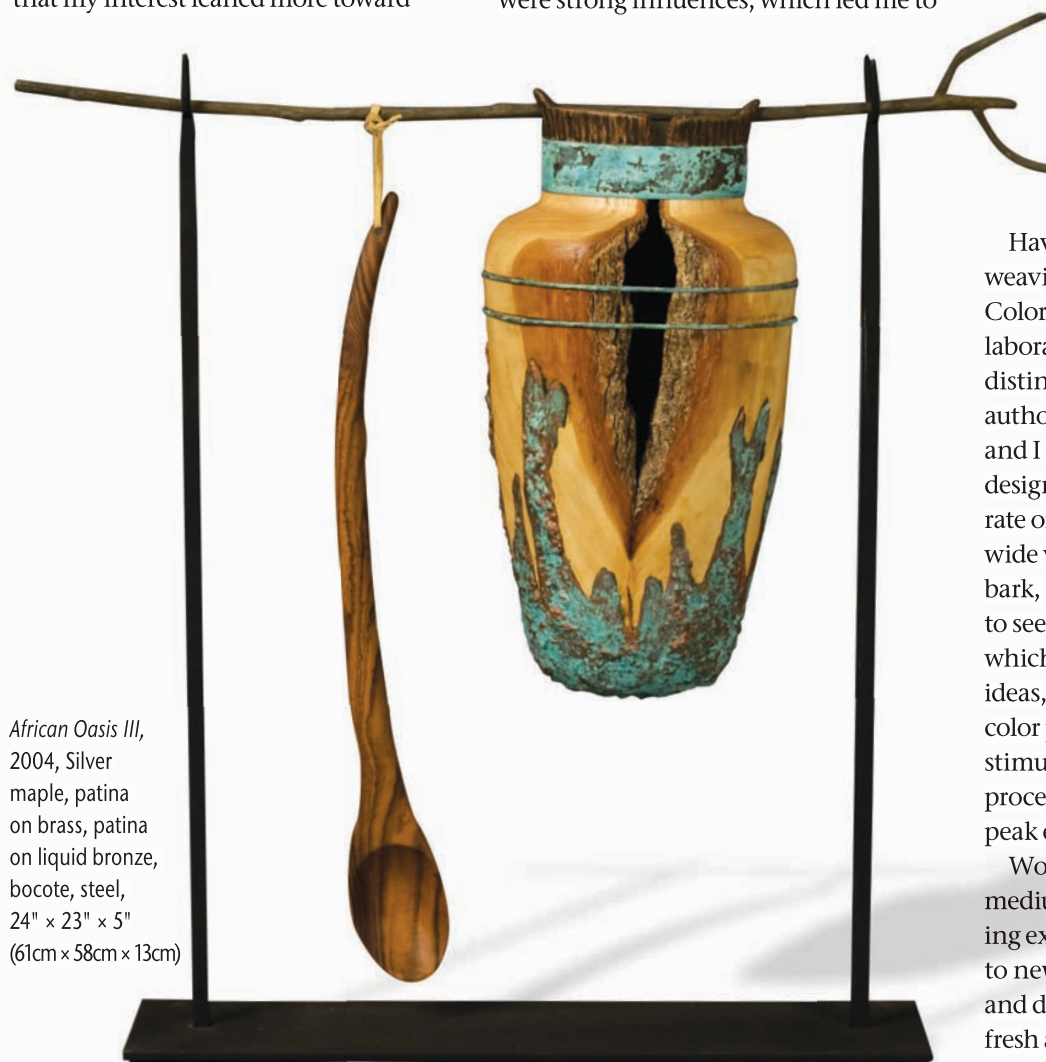 that my interest leaned more toward
were strong influences, which led me to
African Oasis III,
2004, Silver
maple, patina
on brass, patina
on liquid bronze,
bocote, steel,
24" × 23" × 5"
(61cm × 58cm × 13cm)
Hav
weavi
Color
labora
distin
autho
and I
design
rate o
wide
bark,
to see
which
ideas,
color
stimu
proce
peak
Wo
mediu
ing ex
to nev
and d
fresh a